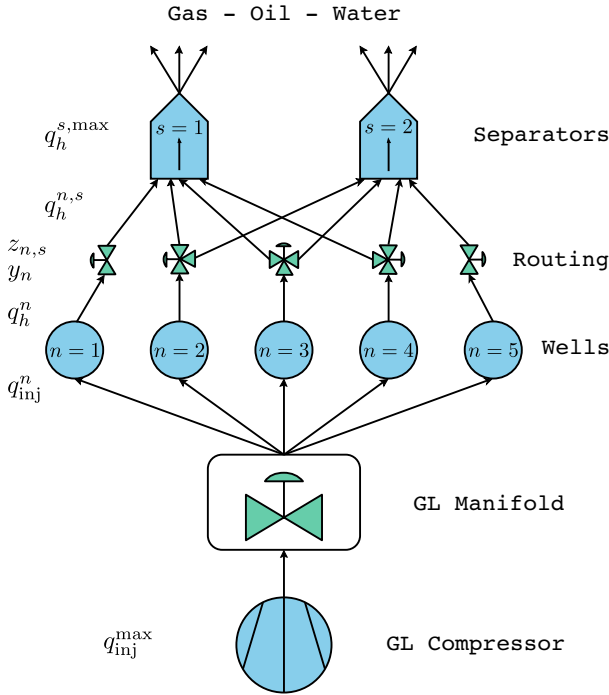 Gas - Oil - Water
s = 1 s = 2
q_h^{s,max} Separators
q_h^{n,s}
z_{n,s}
y_n Routing
q_h^n
n = 1 n = 2 n = 3 n = 4 n = 5 Wells
q_inj^n
GL Manifold
q_inj^max GL Compressor